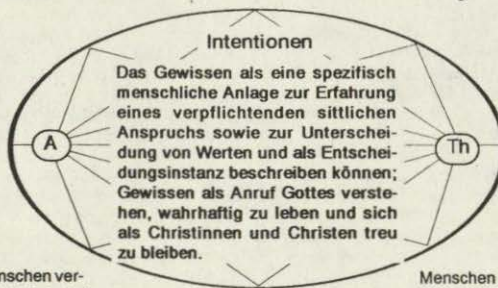 Intentionen
Das Gewissen als eine spezifisch
menschliche Anlage zur Erfahrung
eines verpflichtenden sittlichen
Anspruchs sowie zur Unterschei-
dung von Werten und als Entschei-
dungsinstanz beschreiben können;
Gewissen als Anruf Gottes verste-
hen, wahrhaftig zu leben und sich
als Christinnen und Christen treu
zu bleiben.
A
Th
nschen ver-
Menschen